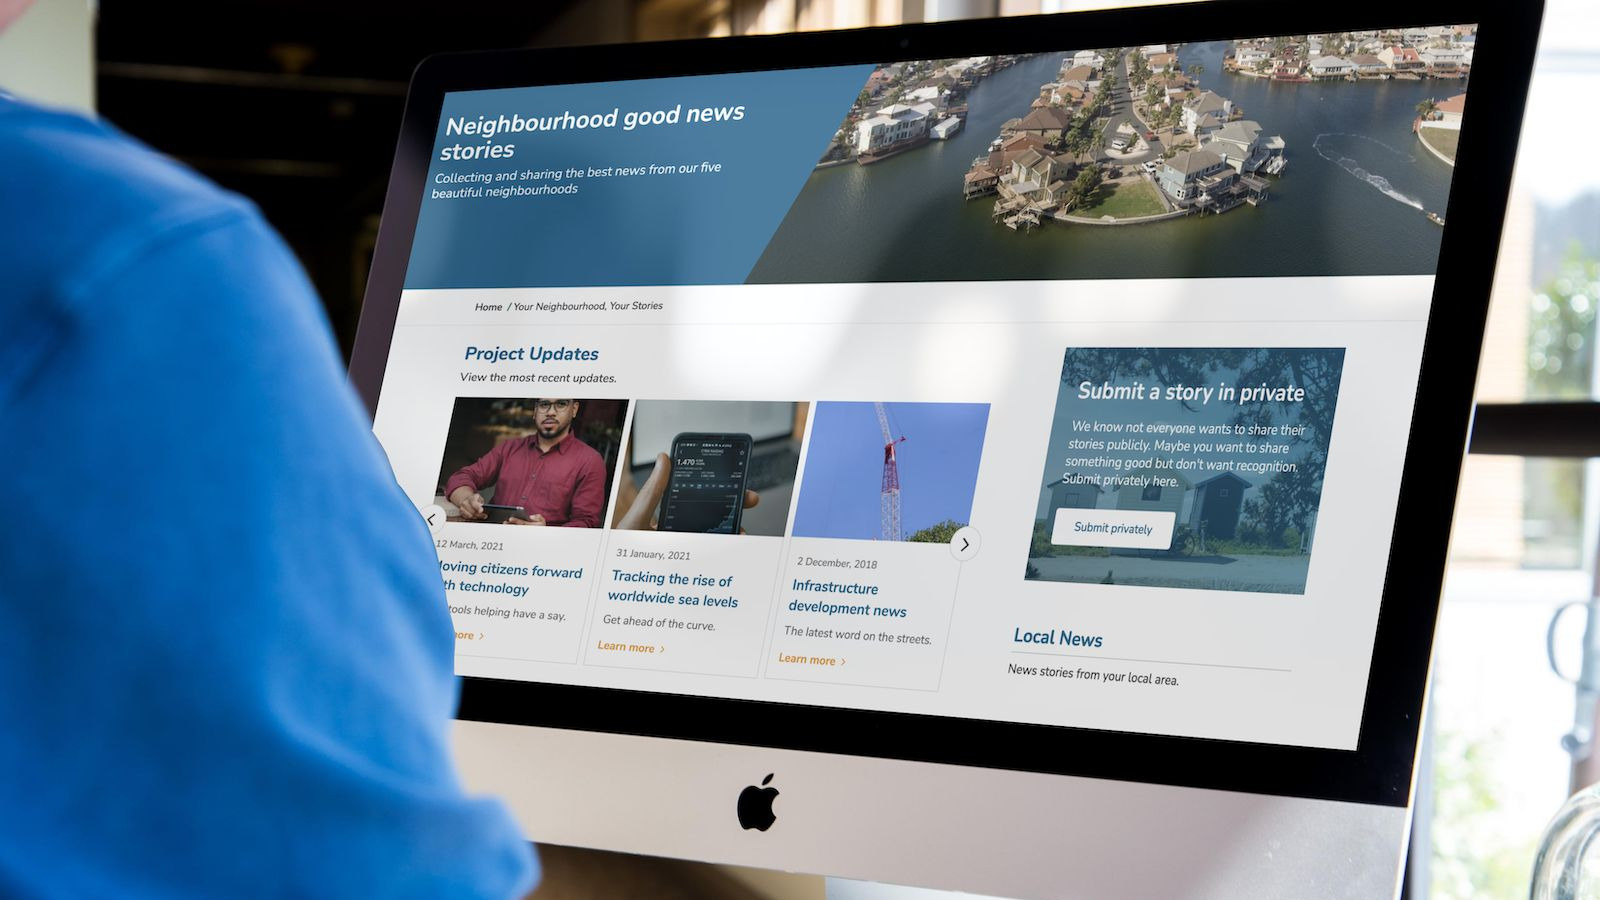 Neighbourhood good news
stories
Collecting and sharing the best news from our five
beautiful neighbourhoods
Home / Your Neighbourhood, Your Stories
Project Updates
View the most recent updates.
12 March, 2021
oving citizens forward
th technology
tools helping have a say.
ore
31 January, 2021
Tracking the rise of
worldwide sea levels
Get ahead of the curve.
Learn more
2 December, 2018
Infrastructure
development news
The latest word on the streets.
Learn more
Submit a story in private
We know not everyone wants to share their
stories publicly. Maybe you want to share
something good but don't want recognition.
Submit privately here.
Submit privately
Local News
News stories from your local area.
1,470